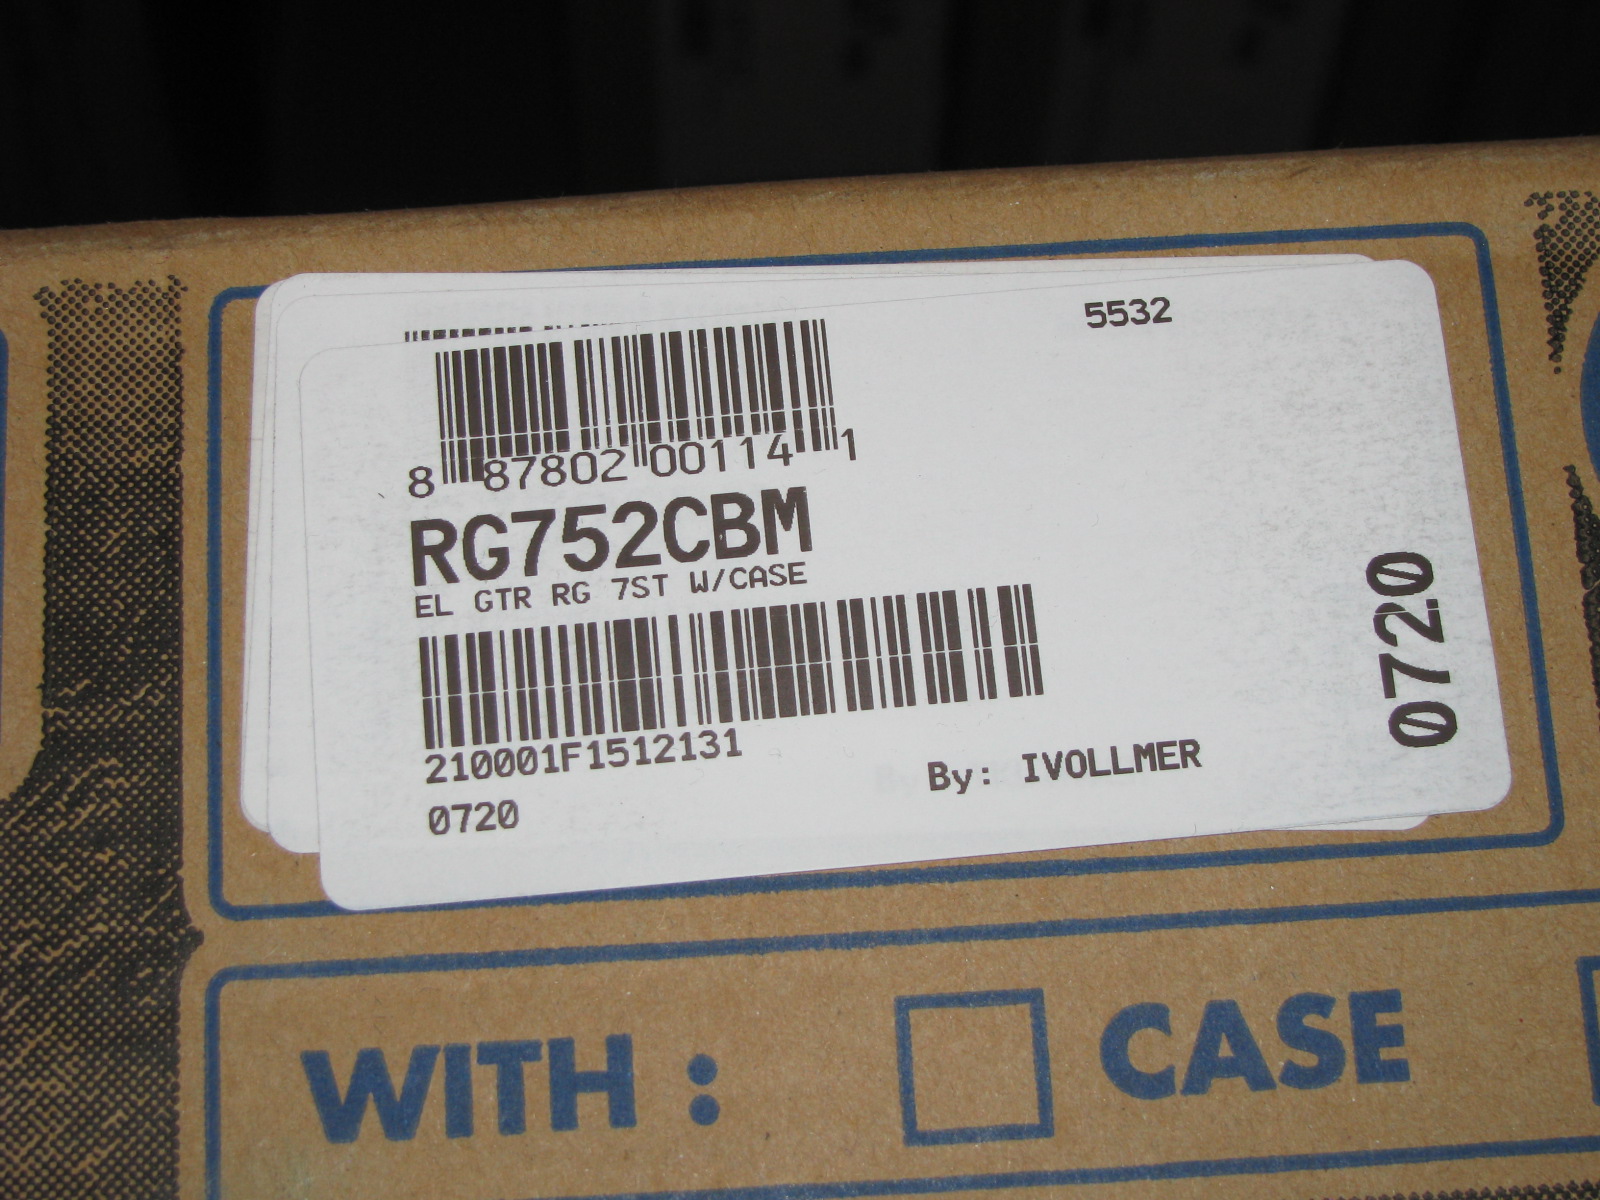 5532
8 87802 00114 1
RG752CBM
EL GTR RG 7ST W/CASE
210001F1512131
By: IVOLLMER
0720
0720
WITH : CASE